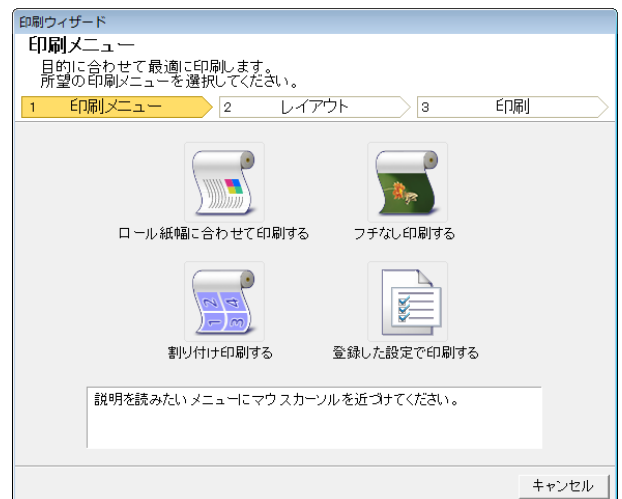 印刷ウィザード
印刷メニュー
目的に合わせて最適に印刷します。
所望の印刷メニューを選択してください。
1 印刷メニュー 2 レイアウト 3 印刷
ロール紙幅に合わせて印刷する フチなし印刷する
1 2 3 4
割り付け印刷する 登録した設定で印刷する
説明を読みたいメニューにマウスカーソルを近づけてください。
キャンセル